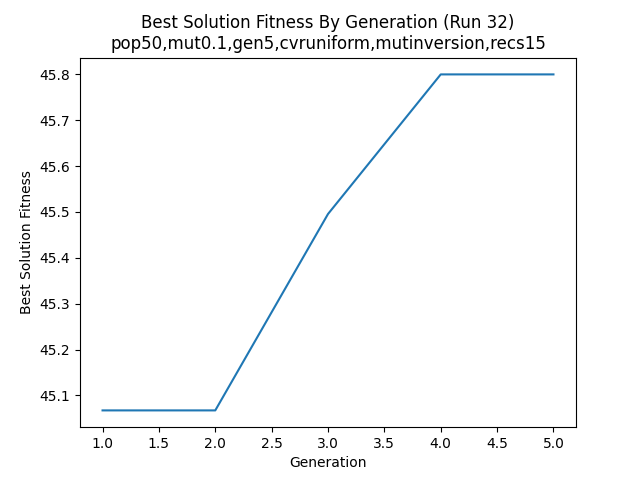 Best Solution Fitness By Generation (Run 32)
pop50,mut0.1,gen5,cvruniform,mutinversion,recs15
45.8
45.7
45.6
45.5
45.4
45.3
45.2
45.1
Best Solution Fitness
1.0 1.5 2.0 2.5 3.0 3.5 4.0 4.5 5.0
Generation